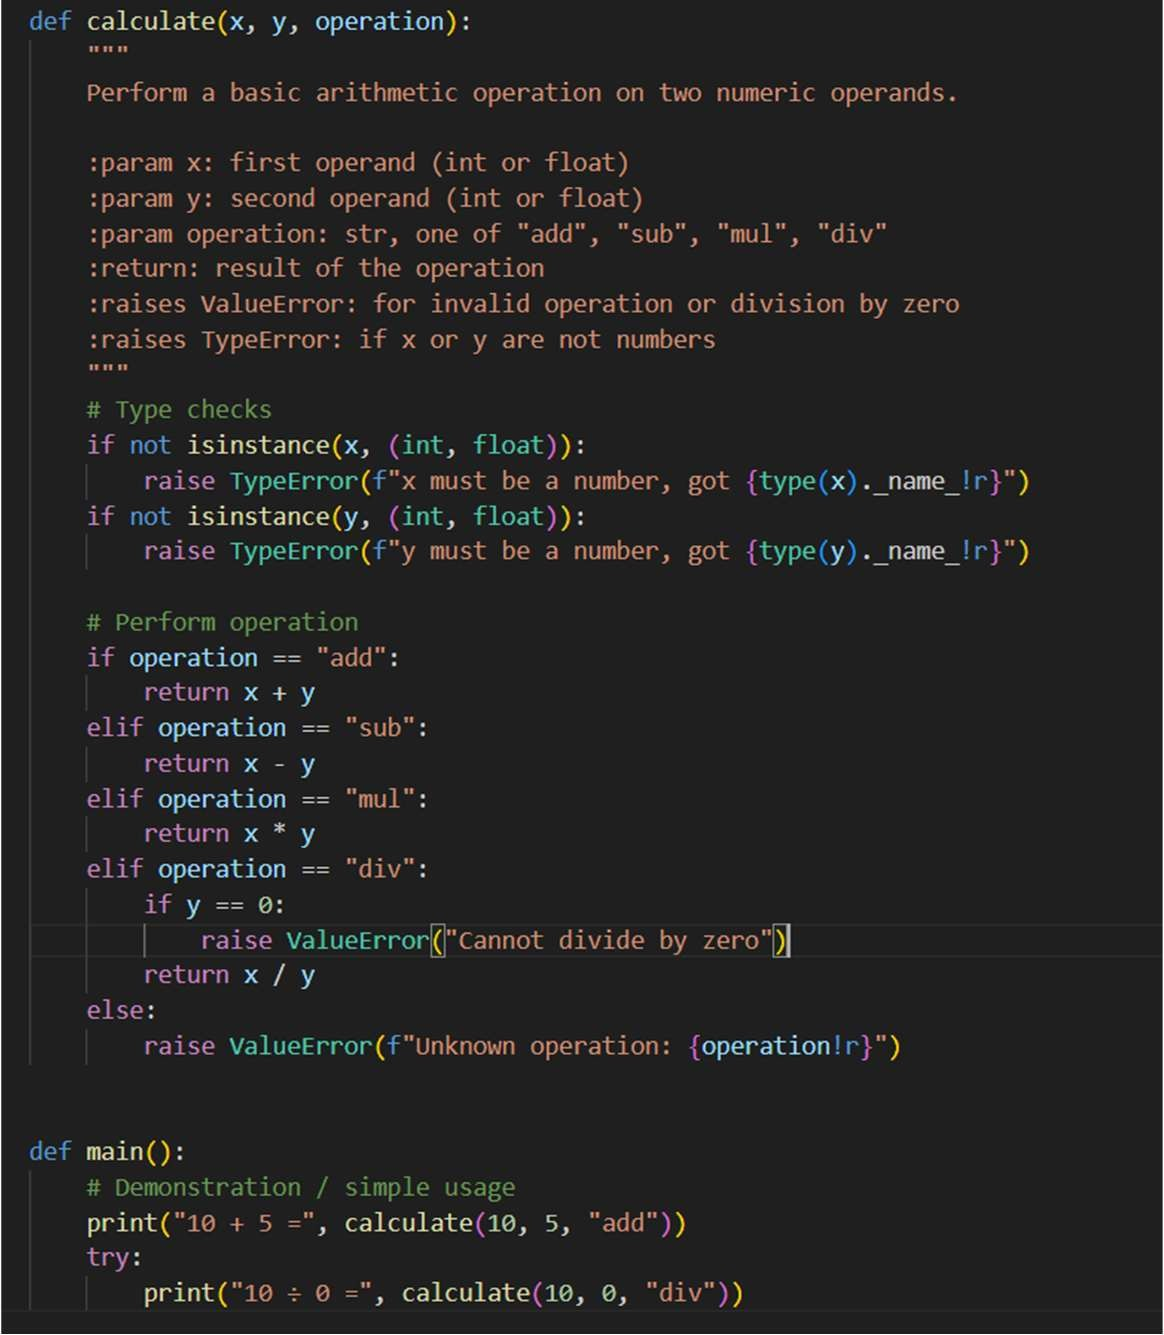 def calculate(x, y, operation):
    """
    Perform a basic arithmetic operation on two numeric operands.

    :param x: first operand (int or float)
    :param y: second operand (int or float)
    :param operation: str, one of "add", "sub", "mul", "div"
    :return: result of the operation
    :raises ValueError: for invalid operation or division by zero
    :raises TypeError: if x or y are not numbers
    """
    # Type checks
    if not isinstance(x, (int, float)):
        raise TypeError(f"x must be a number, got {type(x)._name_!r}")
    if not isinstance(y, (int, float)):
        raise TypeError(f"y must be a number, got {type(y)._name_!r}")

    # Perform operation
    if operation == "add":
        return x + y
    elif operation == "sub":
        return x - y
    elif operation == "mul":
        return x * y
    elif operation == "div":
        if y == 0:
            raise ValueError("Cannot divide by zero")
        return x / y
    else:
        raise ValueError(f"Unknown operation: {operation!r}")


def main():
    # Demonstration / simple usage
    print("10 + 5 =", calculate(10, 5, "add"))
    try:
        print("10 ÷ 0 =", calculate(10, 0, "div"))